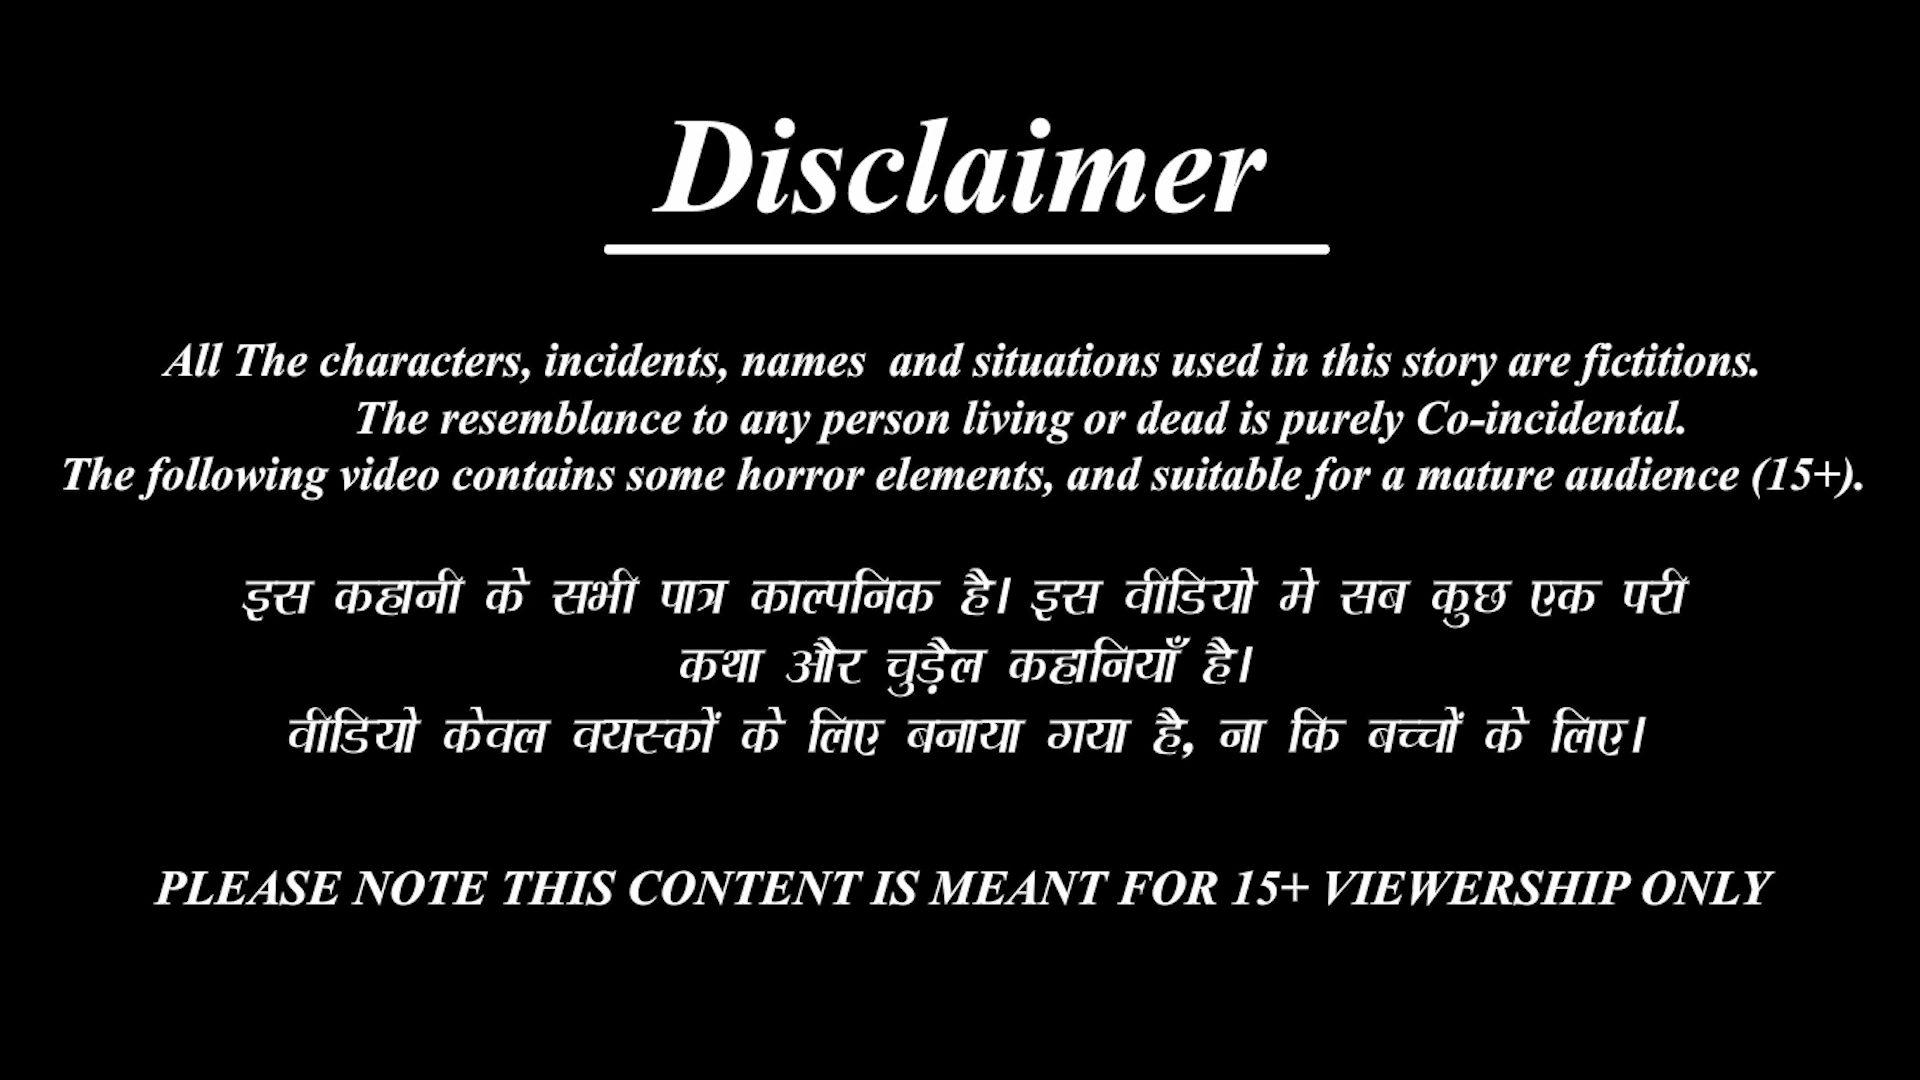 Disclaimer
All The characters, incidents, names and situations used in this story are fictitions.
The resemblance to any person living or dead is purely Co-incidental.
The following video contains some horror elements, and suitable for a mature audience (15+).
इस कहानी के सभी पात्र काल्पनिक है। इस वीडियो मे सब कुछ एक परी
कथा और चुड़ैल कहानियाँ है।
वीडियो केवल वयस्कों के लिए बनाया गया है, ना कि बच्चों के लिए।
PLEASE NOTE THIS CONTENT IS MEANT FOR 15+ VIEWERSHIP ONLY